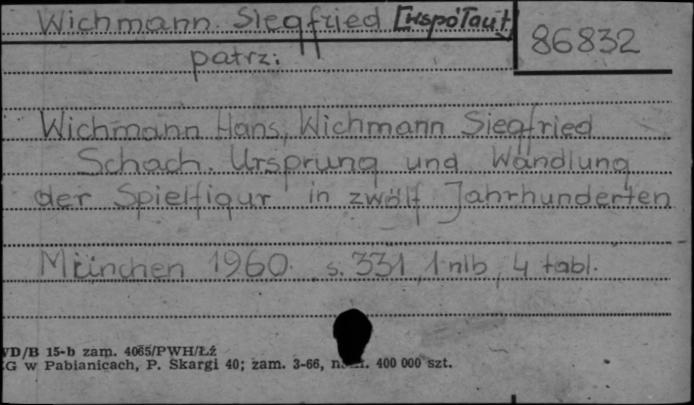 Wichmann Siegfried [współaut]
86832
patrz:
Wichmann Hans, Wichmann Siegfried
Schach. Ursprung und Wandlung
der Spielfigur in zwölf Jahrhunderten
München 1960. s. 331, 1 nlb, 4 tabl.
VD/B 15-b zam. 4065/PWH/Łź
G w Pabianicach, P. Skargi 40; zam. 3-66, 400 000 szt.